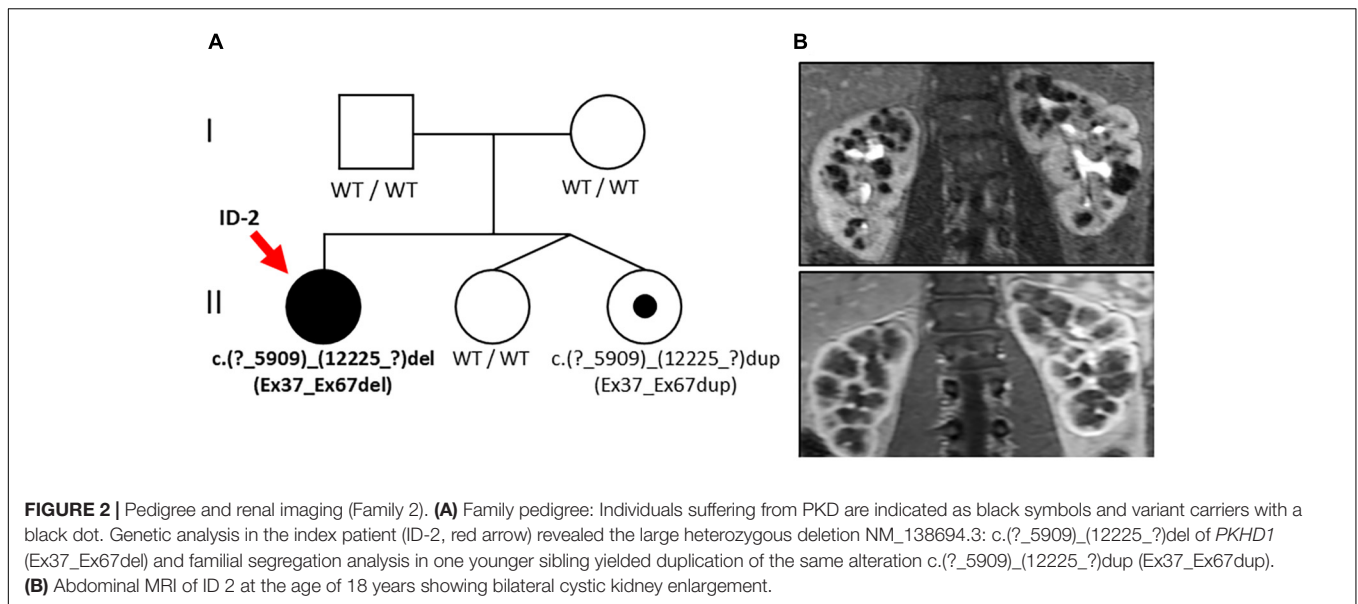 A
B
I
WT / WT
WT / WT
ID-2
II
c.(?_5909)_(12225_?)del
(Ex37_Ex67del)
WT / WT
c.(?_5909)_(12225_?)dup
(Ex37_Ex67dup)
FIGURE 2 | Pedigree and renal imaging (Family 2). (A) Family pedigree: Individuals suffering from PKD are indicated as black symbols and variant carriers with a
black dot. Genetic analysis in the index patient (ID-2, red arrow) revealed the large heterozygous deletion NM_138694.3: c.(?_5909)_(12225_?)del of PKHD1
(Ex37_Ex67del) and familial segregation analysis in one younger sibling yielded duplication of the same alteration c.(?_5909)_(12225_?)dup (Ex37_Ex67dup).
(B) Abdominal MRI of ID 2 at the age of 18 years showing bilateral cystic kidney enlargement.